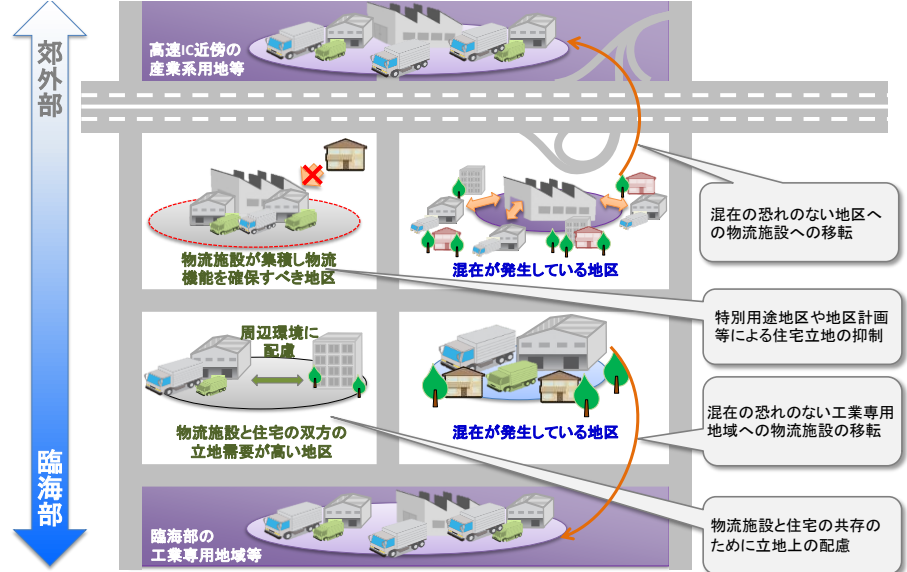 郊外部
臨海部
高速IC近傍の
産業系用地等
物流施設が集積し物流
機能を確保すべき地区
混在が発生している地区
周辺環境に
配慮
物流施設と住宅の双方の
立地需要が高い地区
混在が発生している地区
臨海部の
工業専用地域等
混在の恐れのない地区へ
の物流施設への移転
特別用途地区や地区計画
等による住宅立地の抑制
混在の恐れのない工業専用
地域への物流施設の移転
物流施設と住宅の共存の
ために立地上の配慮